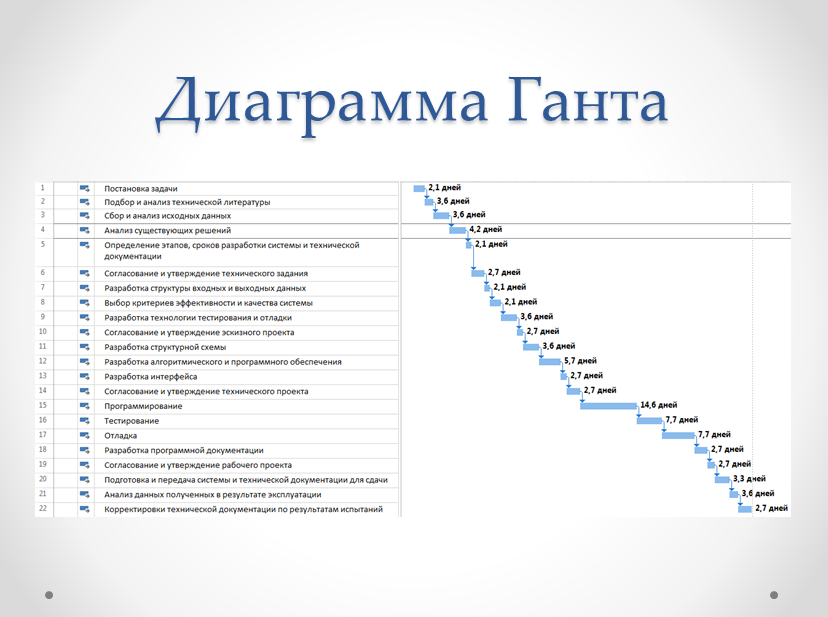 Диаграмма Ганта
1 Постановка задачи 2,1 дней
2 Подбор и анализ технической литературы 3,6 дней
3 Сбор и анализ исходных данных 3,6 дней
4 Анализ существующих решений 4,2 дней
5 Определение этапов, сроков разработки системы и технической 2,1 дней
документации
6 Согласование и утверждение технического задания 2,7 дней
7 Разработка структуры входных и выходных данных 2,1 дней
8 Выбор критериев эффективности и качества системы 2,1 дней
9 Разработка технологии тестирования и отладки 3,6 дней
10 Согласование и утверждение эскизного проекта 2,7 дней
11 Разработка структурной схемы 3,6 дней
12 Разработка алгоритмического и программного обеспечения 5,7 дней
13 Разработка интерфейса 2,7 дней
14 Согласование и утверждение технического проекта 2,7 дней
15 Программирование 14,6 дней
16 Тестирование 7,7 дней
17 Отладка 7,7 дней
18 Разработка программной документации 2,7 дней
19 Согласование и утверждение рабочего проекта 2,7 дней
20 Подготовка и передача системы и технической документации для сдачи 3,3 дней
21 Анализ данных полученных в результате эксплуатации 3,6 дней
22 Корректировки технической документации по результатам испытаний 2,7 дней